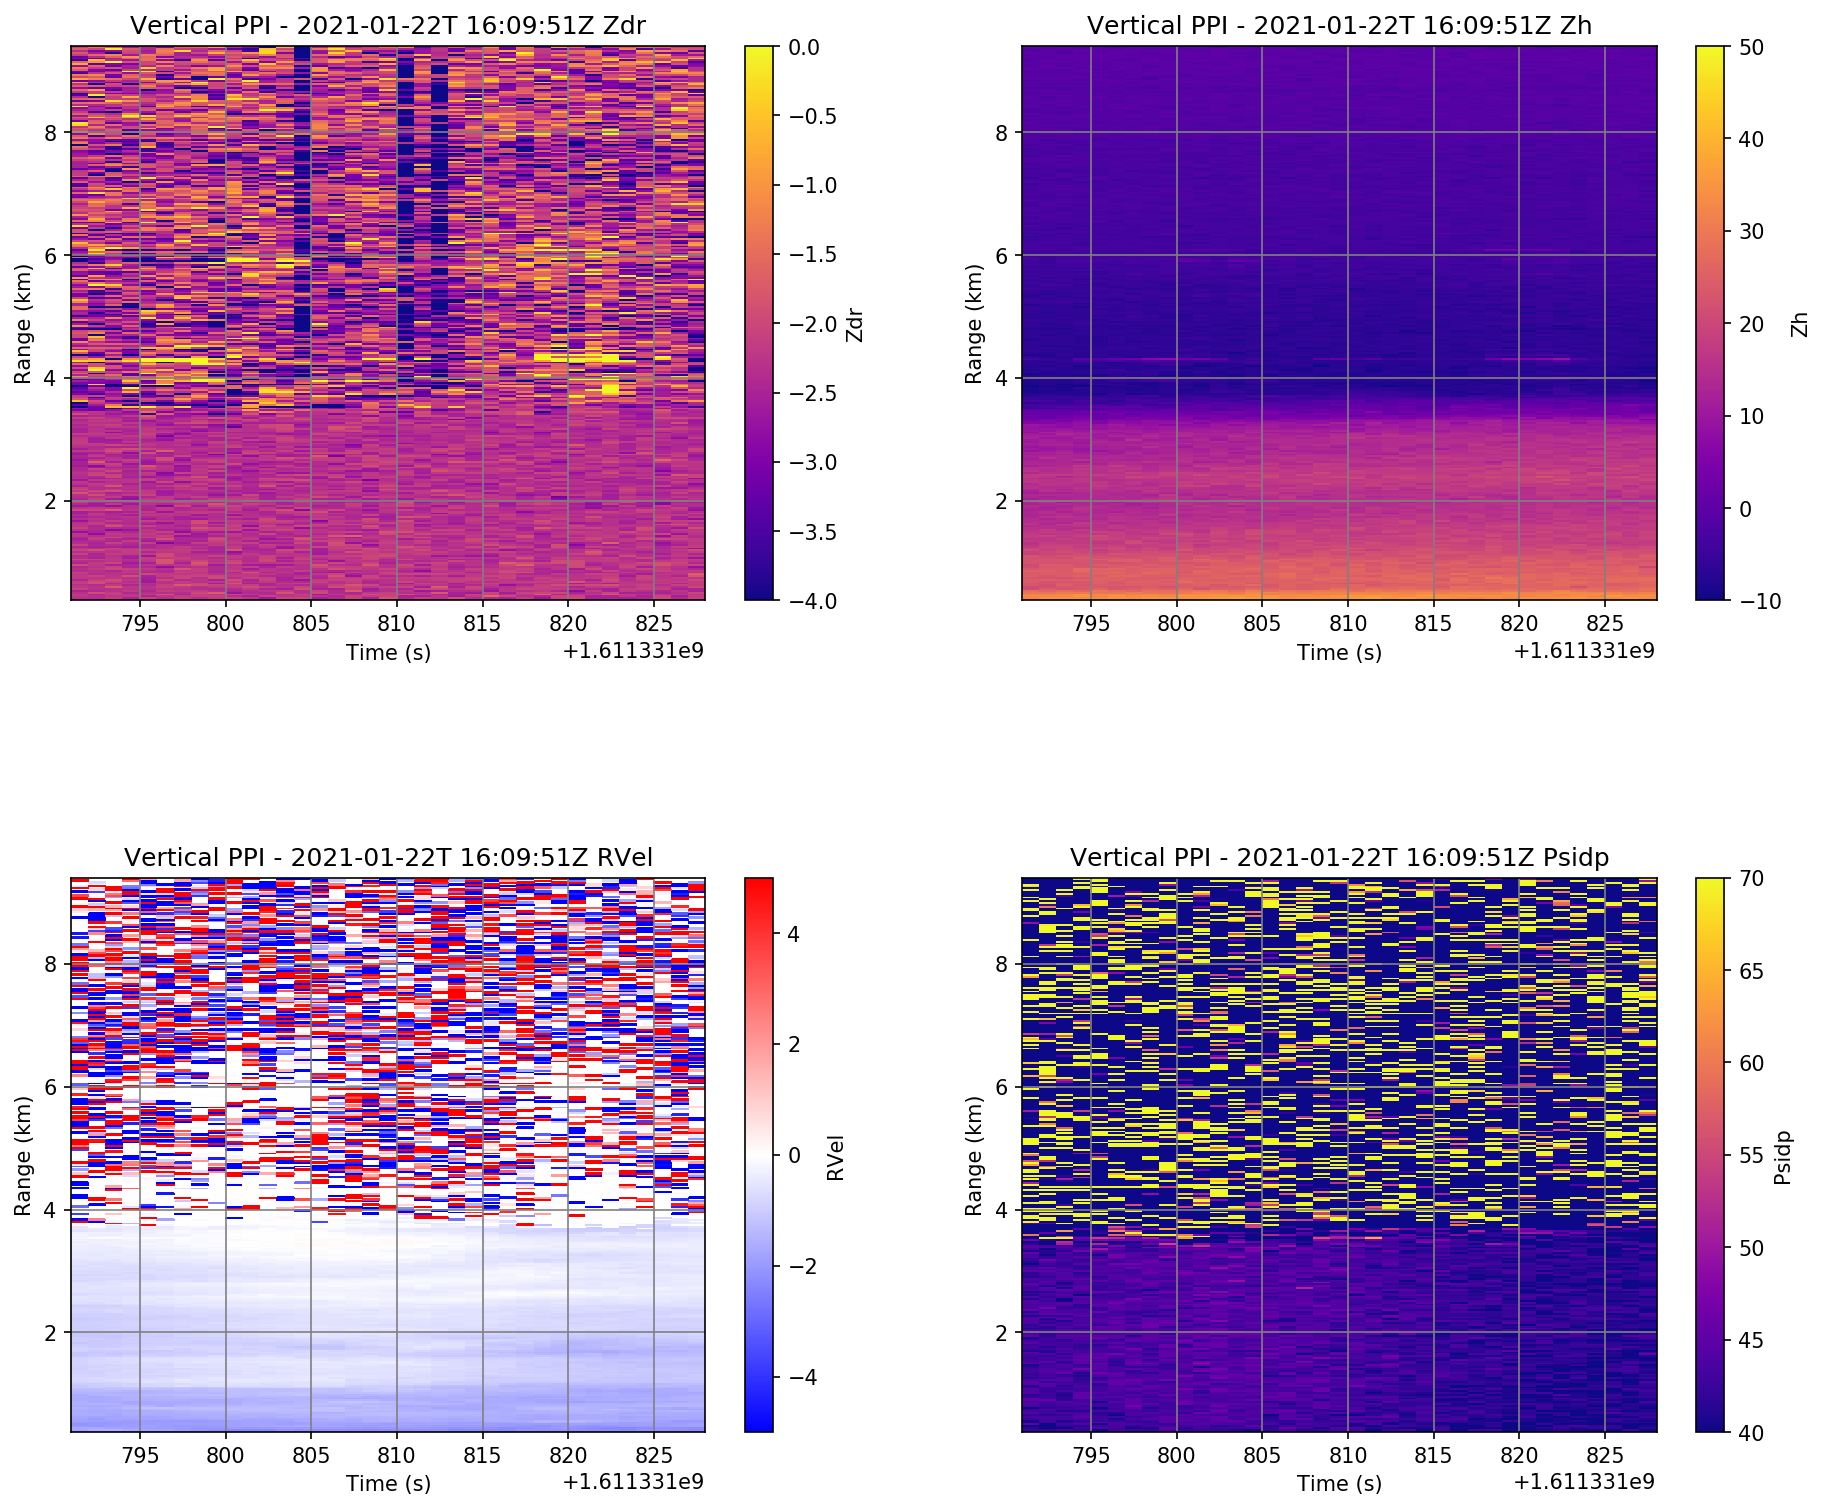 Vertical PPI - 2021-01-22T 16:09:51Z Zdr
Range (km)
8
6
4
2
795 800 805 810 815 820 825
Time (s)
+1.611331e9
0.0
−0.5
−1.0
−1.5
−2.0
−2.5
−3.0
−3.5
−4.0
Zdr
Vertical PPI - 2021-01-22T 16:09:51Z Zh
Range (km)
8
6
4
2
795 800 805 810 815 820 825
Time (s)
+1.611331e9
50
40
30
20
10
0
−10
Zh
Vertical PPI - 2021-01-22T 16:09:51Z RVel
Range (km)
8
6
4
2
795 800 805 810 815 820 825
Time (s)
+1.611331e9
4
2
0
−2
−4
RVel
Vertical PPI - 2021-01-22T 16:09:51Z Psidp
Range (km)
8
6
4
2
795 800 805 810 815 820 825
Time (s)
+1.611331e9
70
65
60
55
50
45
40
Psidp